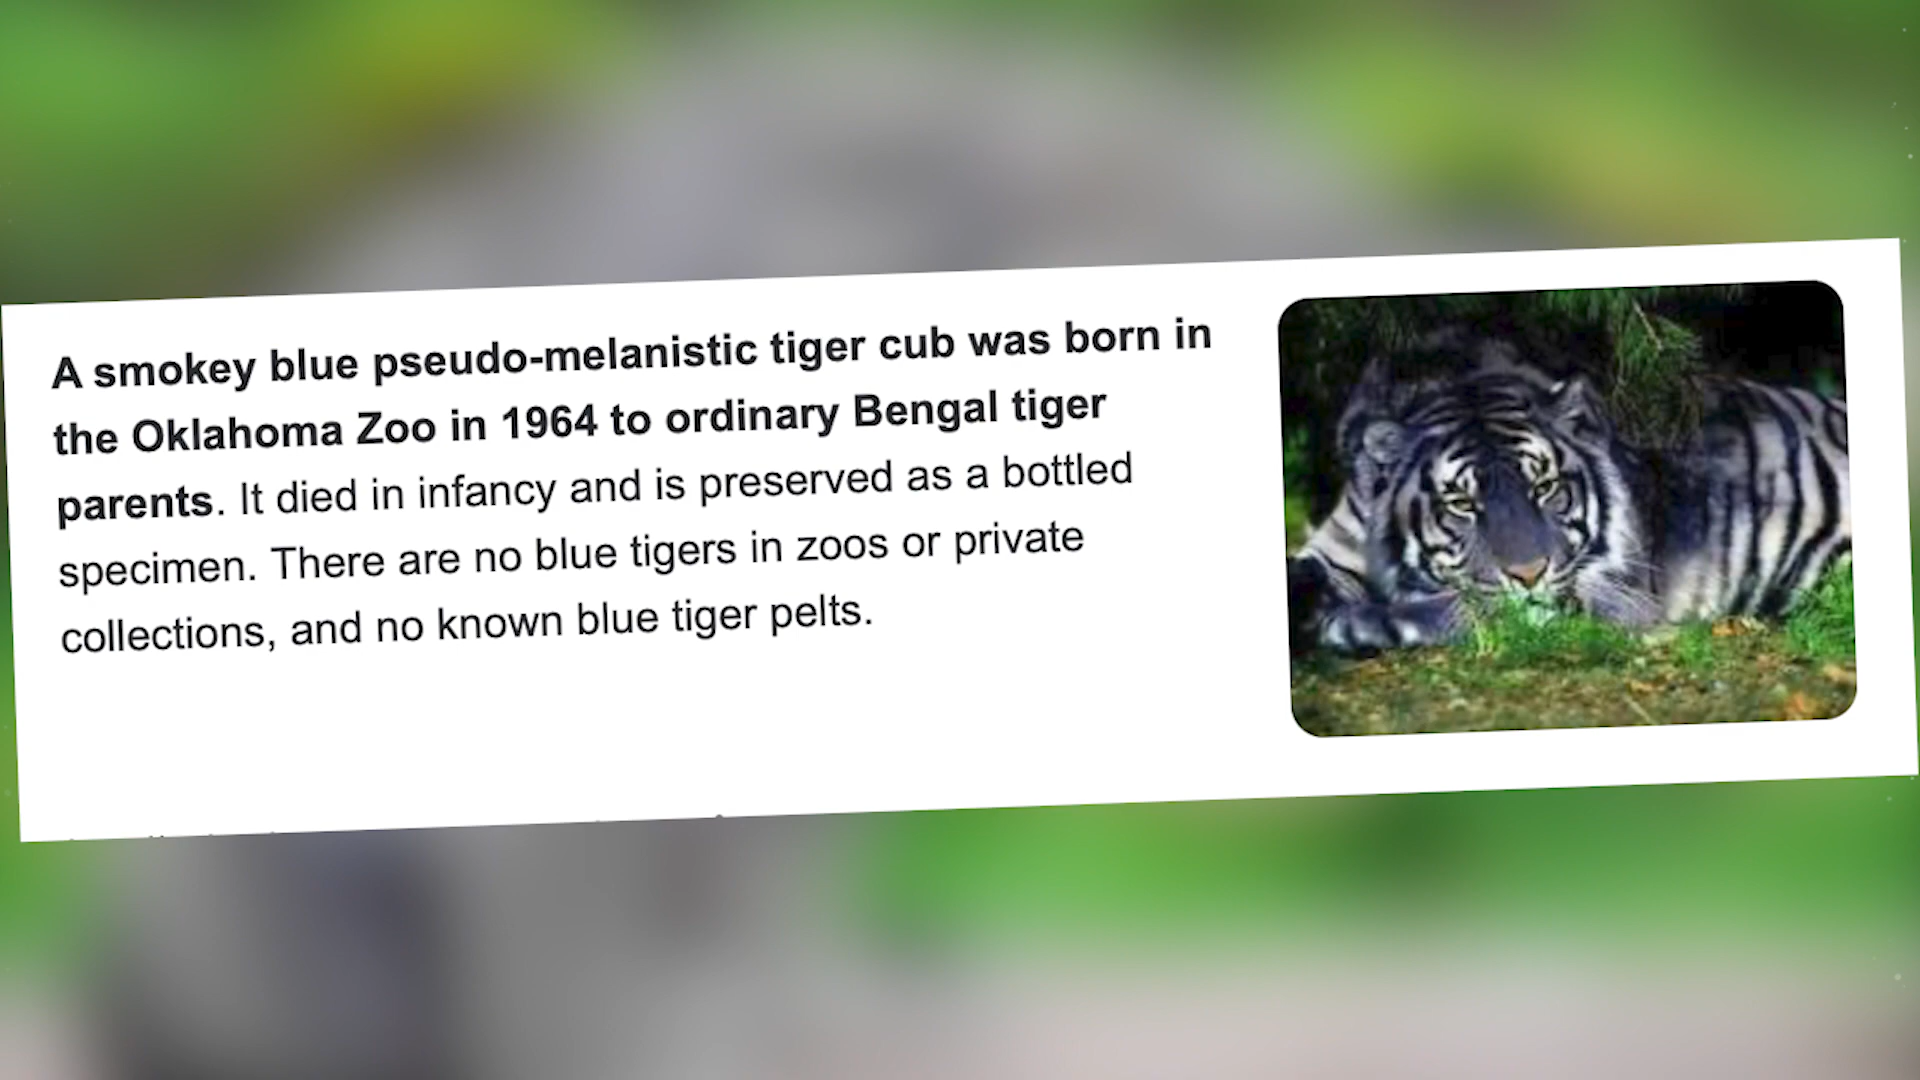 A smokey blue pseudo-melanistic tiger cub was born in
the Oklahoma Zoo in 1964 to ordinary Bengal tiger
parents. It died in infancy and is preserved as a bottled
specimen. There are no blue tigers in zoos or private
collections, and no known blue tiger pelts.